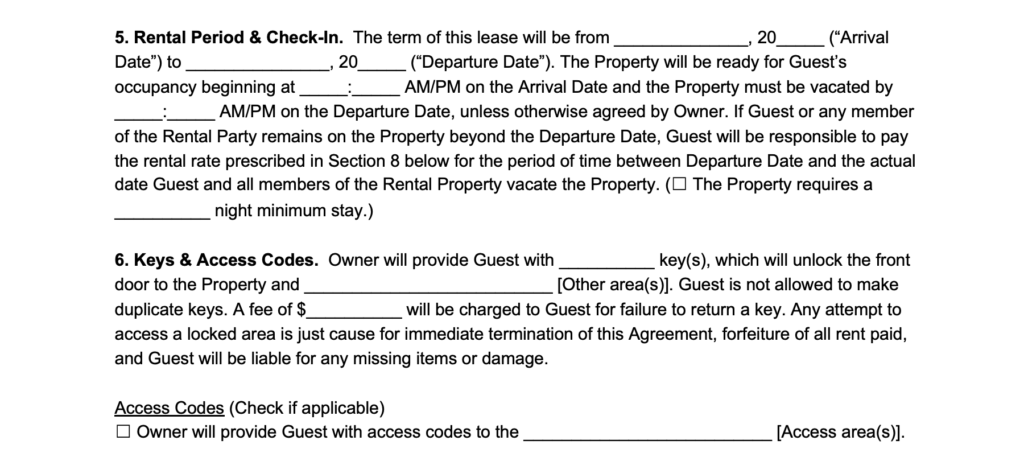 5. Rental Period & Check-In. The term of this lease will be from ______________, 20_____ (“Arrival
Date”) to _______________, 20_____ (“Departure Date”). The Property will be ready for Guest’s
occupancy beginning at _____:_____ AM/PM on the Arrival Date and the Property must be vacated by
_____:_____ AM/PM on the Departure Date, unless otherwise agreed by Owner. If Guest or any member
of the Rental Party remains on the Property beyond the Departure Date, Guest will be responsible to pay
the rental rate prescribed in Section 8 below for the period of time between Departure Date and the actual
date Guest and all members of the Rental Property vacate the Property. (☐ The Property requires a
__________ night minimum stay.)
6. Keys & Access Codes. Owner will provide Guest with __________ key(s), which will unlock the front
door to the Property and __________________________ [Other area(s)]. Guest is not allowed to make
duplicate keys. A fee of $__________ will be charged to Guest for failure to return a key. Any attempt to
access a locked area is just cause for immediate termination of this Agreement, forfeiture of all rent paid,
and Guest will be liable for any missing items or damage.
Access Codes (Check if applicable)
☐ Owner will provide Guest with access codes to the __________________________ [Access area(s)].